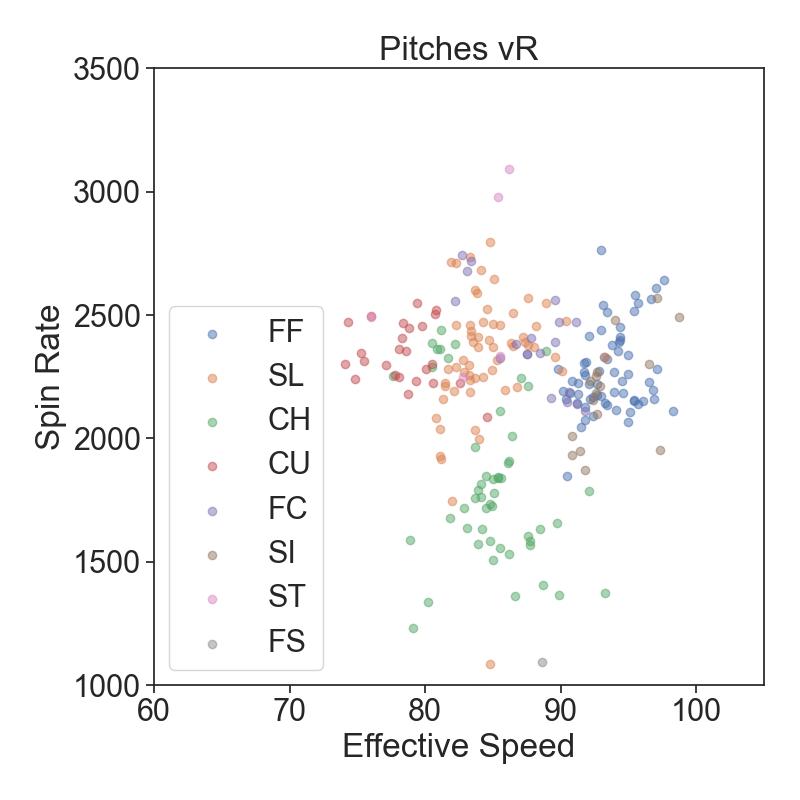 Pitches vR
3500
3000
2500
2000
1500
1000
Spin Rate
FF
SL
CH
CU
FC
SI
ST
FS
60 70 80 90 100
Effective Speed